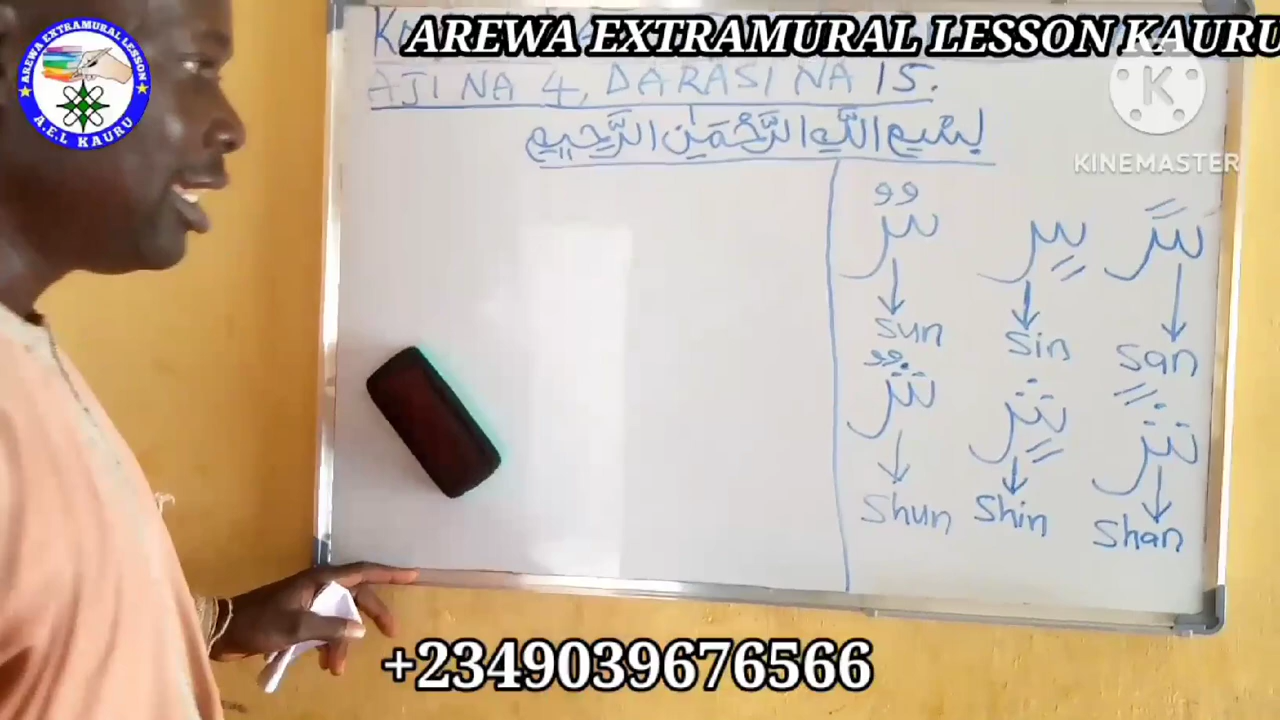 AREWA EXTRAMURAL LESSON KAURU
AREWA EXTRAMURAL LESSON
A.E.L KAURU
AJI NA 4, DARASI NA 15.
بِسْمِ اللَّهِ الرَّحْمَٰنِ الرَّحِيمِ
سً سٍ سٌ
san sin sun
شً شٍ شٌ
shan shin shun
K
KINEMASTER
+2349039676566